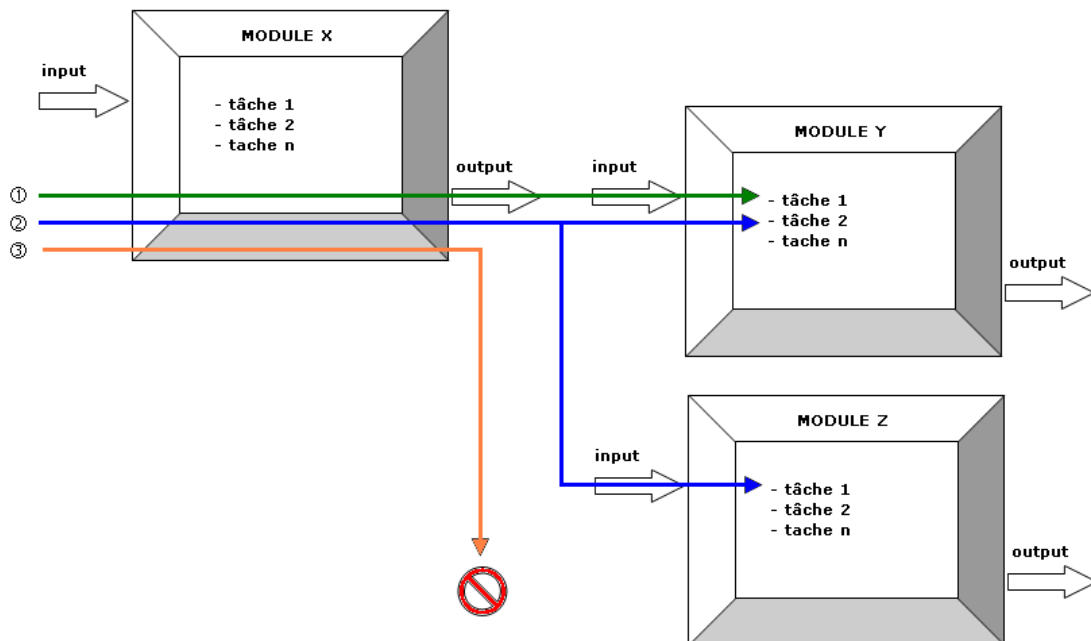 MODULE X
input
- tâche 1
- tâche 2
- tache n
①
②
③
output
input
MODULE Y
- tâche 1
- tâche 2
- tache n
output
MODULE Z
input
- tâche 1
- tâche 2
- tache n
output